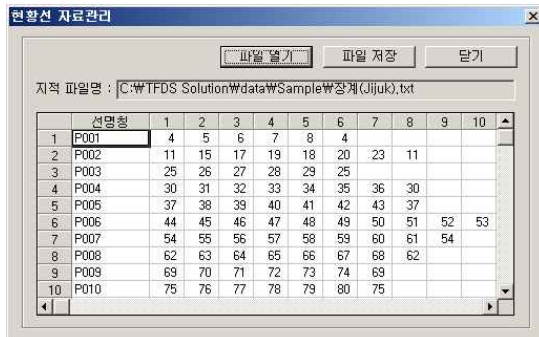 현황선 자료관리
파일 열기 파일 저장 닫기
지적 파일명 : C:￦TFDS Solution￦data￦Sample￦장계(Jijuk).txt
선명칭 1 2 3 4 5 6 7 8 9 10
1 P001 4 5 6 7 8 4
2 P002 11 15 17 19 18 20 23 11
3 P003 25 26 27 28 29 25
4 P004 30 31 32 33 34 35 36 30
5 P005 37 38 39 40 41 42 43 37
6 P006 44 45 46 47 48 49 50 51 52 53
7 P007 54 55 56 57 58 59 60 61 54
8 P008 62 63 64 65 66 67 68 62
9 P009 69 70 71 72 73 74 69
10 P010 75 76 77 78 79 80 75